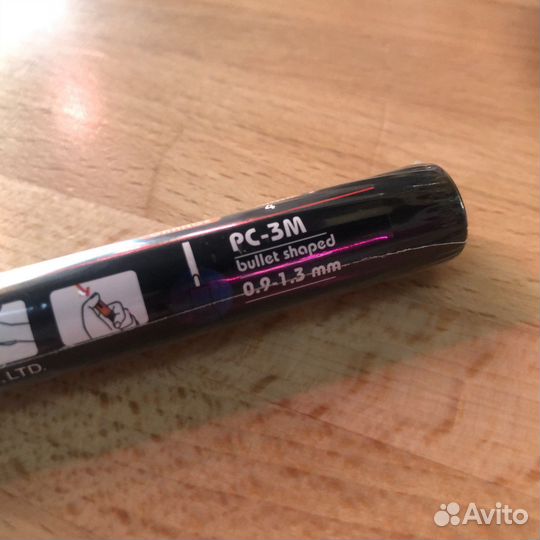 PC-3M
bullet shaped
0.9-1.3 mm
.,LTD.
Avito